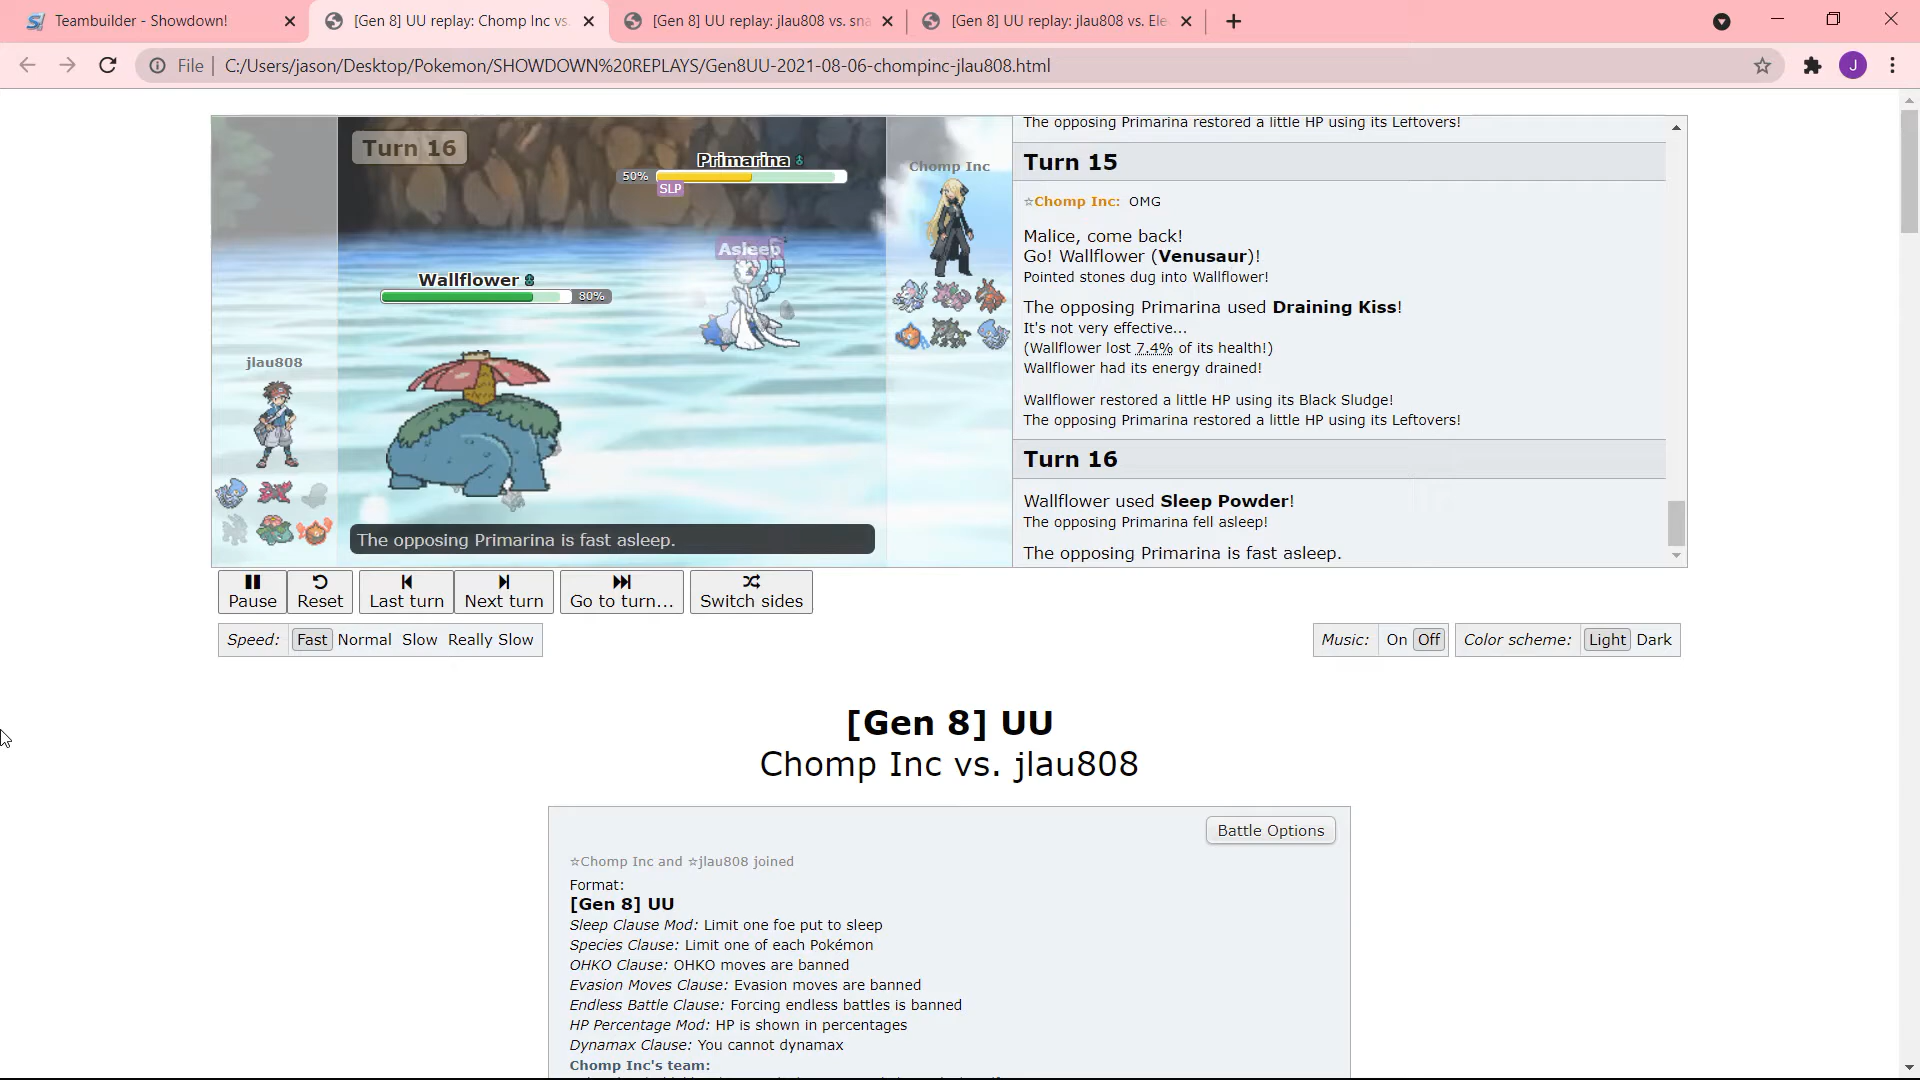 Teambuilder - Showdown!
[Gen 8] UU replay: Chomp Inc vs.
[Gen 8] UU replay: jlau808 vs. sna
[Gen 8] UU replay: jlau808 vs. Ele
File | C:/Users/jason/Desktop/Pokemon/SHOWDOWN%20REPLAYS/Gen8UU-2021-08-06-chompinc-jlau808.html
J
Turn 16
Primarina
50%
SLP
Asleep
Wallflower
80%
jlau808
Chomp Inc
The opposing Primarina is fast asleep.
The opposing Primarina restored a little HP using its Leftovers!
Turn 15
☆Chomp Inc: OMG
Malice, come back!
Go! Wallflower (Venusaur)!
Pointed stones dug into Wallflower!
The opposing Primarina used Draining Kiss!
It's not very effective...
(Wallflower lost 7.4% of its health!)
Wallflower had its energy drained!
Wallflower restored a little HP using its Black Sludge!
The opposing Primarina restored a little HP using its Leftovers!
Turn 16
Wallflower used Sleep Powder!
The opposing Primarina fell asleep!
The opposing Primarina is fast asleep.
Pause
Reset
Last turn
Next turn
Go to turn...
Switch sides
Speed: Fast Normal Slow Really Slow
Music: On Off
Color scheme: Light Dark
[Gen 8] UU
Chomp Inc vs. jlau808
Battle Options
☆Chomp Inc and ☆jlau808 joined
Format:
[Gen 8] UU
Sleep Clause Mod: Limit one foe put to sleep
Species Clause: Limit one of each Pokémon
OHKO Clause: OHKO moves are banned
Evasion Moves Clause: Evasion moves are banned
Endless Battle Clause: Forcing endless battles is banned
HP Percentage Mod: HP is shown in percentages
Dynamax Clause: You cannot dynamax
Chomp Inc's team: